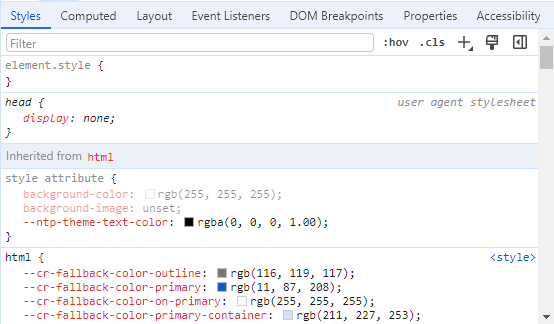 Styles Computed Layout Event Listeners DOM Breakpoints Properties Accessibility
Filter :hov .cls
element.style {
}
head { user agent stylesheet
display: none;
}
Inherited from html
style attribute {
background-color: rgb(255, 255, 255);
background-image: unset;
--ntp-theme-text-color: rgba(0, 0, 0, 1.00);
}
html { <style>
--cr-fallback-color-outline: rgb(116, 119, 117);
--cr-fallback-color-primary: rgb(11, 87, 208);
--cr-fallback-color-on-primary: rgb(255, 255, 255);
--cr-fallback-color-primary-container: rgb(211, 227, 253);